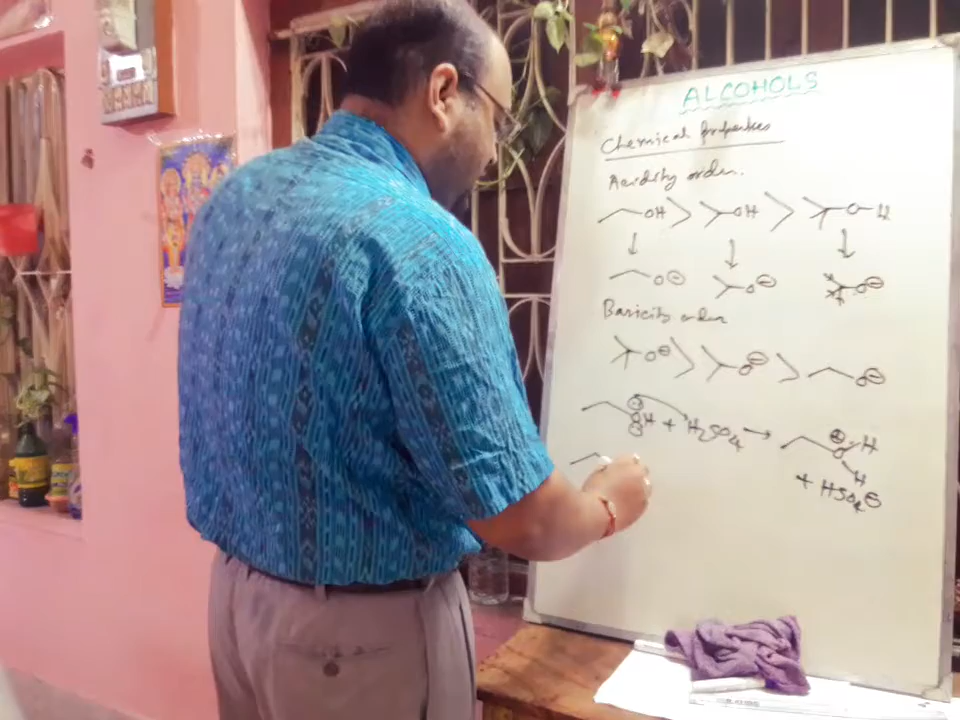 ALCOHOLS
Chemical properties
Acidity order.
OH > OH > O-H
↓ ↓ ↓
O⊖ O⊖ O⊖
Basicity order
O⊖ > O⊖ > O⊖
OH + H₂SO₄ → O⊕ H
H
+ HSO₄⊖